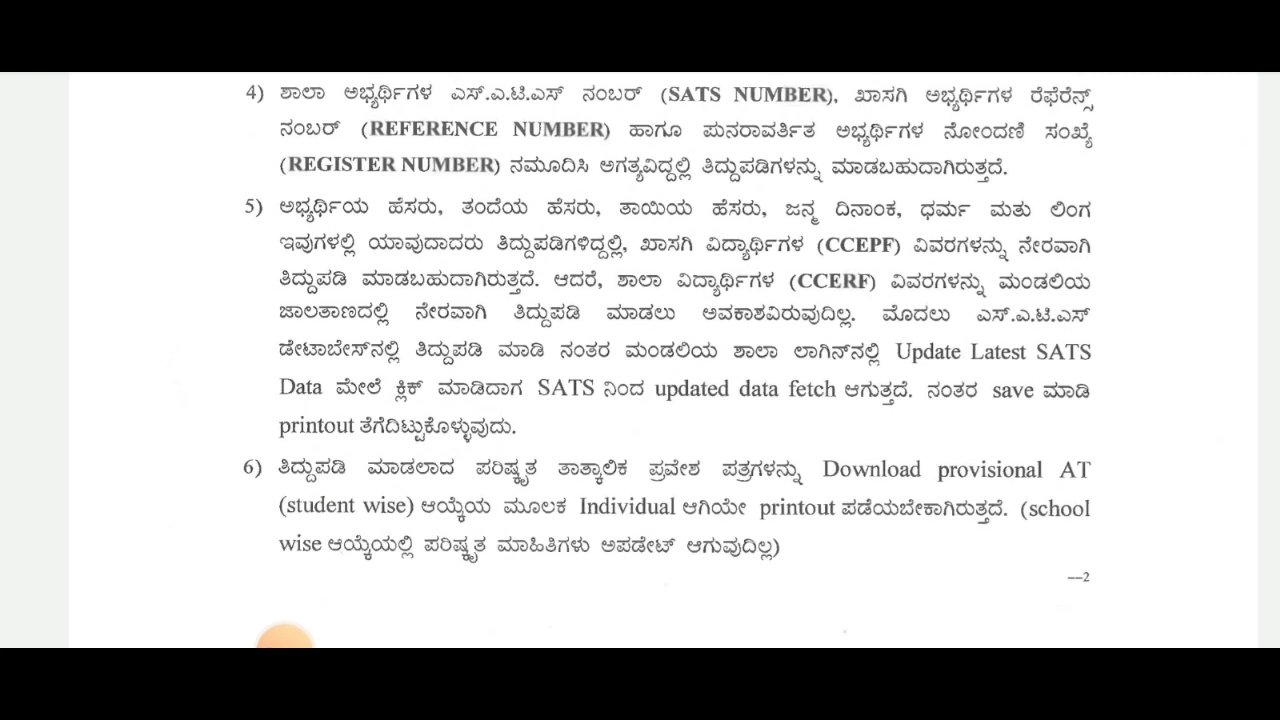 4) ಶಾಲಾ ಅಭ್ಯರ್ಥಿಗಳ ಎಸ್.ಎ.ಟಿ.ಎಸ್ ನಂಬರ್ (SATS NUMBER), ಖಾಸಗಿ ಅಭ್ಯರ್ಥಿಗಳ ರೆಫೆರೆನ್ಸ್
ನಂಬರ್ (REFERENCE NUMBER) ಹಾಗೂ ಪುನರಾವರ್ತಿತ ಅಭ್ಯರ್ಥಿಗಳ ನೋಂದಣಿ ಸಂಖ್ಯೆ
(REGISTER NUMBER) ನಮೂದಿಸಿ ಅಗತ್ಯವಿದ್ದಲ್ಲಿ ತಿದ್ದುಪಡಿಗಳನ್ನು ಮಾಡಬಹುದಾಗಿರುತ್ತದೆ.
5) ಅಭ್ಯರ್ಥಿಯ ಹೆಸರು, ತಂದೆಯ ಹೆಸರು, ತಾಯಿಯ ಹೆಸರು, ಜನ್ಮ ದಿನಾಂಕ, ಧರ್ಮ ಮತು ಲಿಂಗ
ಇವುಗಳಲ್ಲಿ ಯಾವುದಾದರು ತಿದ್ದುಪಡಿಗಳಿದ್ದಲ್ಲಿ, ಖಾಸಗಿ ವಿದ್ಯಾರ್ಥಿಗಳ (CCEPF) ವಿವರಗಳನ್ನು ನೇರವಾಗಿ
ತಿದ್ದುಪಡಿ ಮಾಡಬಹುದಾಗಿರುತ್ತದೆ. ಆದರೆ, ಶಾಲಾ ವಿದ್ಯಾರ್ಥಿಗಳ (CCERF) ವಿವರಗಳನ್ನು ಮಂಡಲಿಯ
ಜಾಲತಾಣದಲ್ಲಿ ನೇರವಾಗಿ ತಿದ್ದುಪಡಿ ಮಾಡಲು ಅವಕಾಶವಿರುವುದಿಲ್ಲ. ಮೊದಲು ಎಸ್.ಎ.ಟಿ.ಎಸ್
ಡೇಟಾಬೇಸ್‌ನಲ್ಲಿ ತಿದ್ದುಪಡಿ ಮಾಡಿ ನಂತರ ಮಂಡಲಿಯ ಶಾಲಾ ಲಾಗಿನ್‌ನಲ್ಲಿ Update Latest SATS
Data ಮೇಲೆ ಕ್ಲಿಕ್ ಮಾಡಿದಾಗ SATS ನಿಂದ updated data fetch ಆಗುತ್ತದೆ. ನಂತರ save ಮಾಡಿ
printout ತೆಗೆದಿಟ್ಟುಕೊಳ್ಳುವುದು.
6) ತಿದ್ದುಪಡಿ ಮಾಡಲಾದ ಪರಿಷ್ಕೃತ ತಾತ್ಕಾಲಿಕ ಪ್ರವೇಶ ಪತ್ರಗಳನ್ನು Download provisional AT
(student wise) ಆಯ್ಕೆಯ ಮೂಲಕ Individual ಆಗಿಯೇ printout ಪಡೆಯಬೇಕಾಗಿರುತ್ತದೆ. (school
wise ಆಯ್ಕೆಯಲ್ಲಿ ಪರಿಷ್ಕೃತ ಮಾಹಿತಿಗಳು ಅಪಡೇಟ್ ಆಗುವುದಿಲ್ಲ)
---2